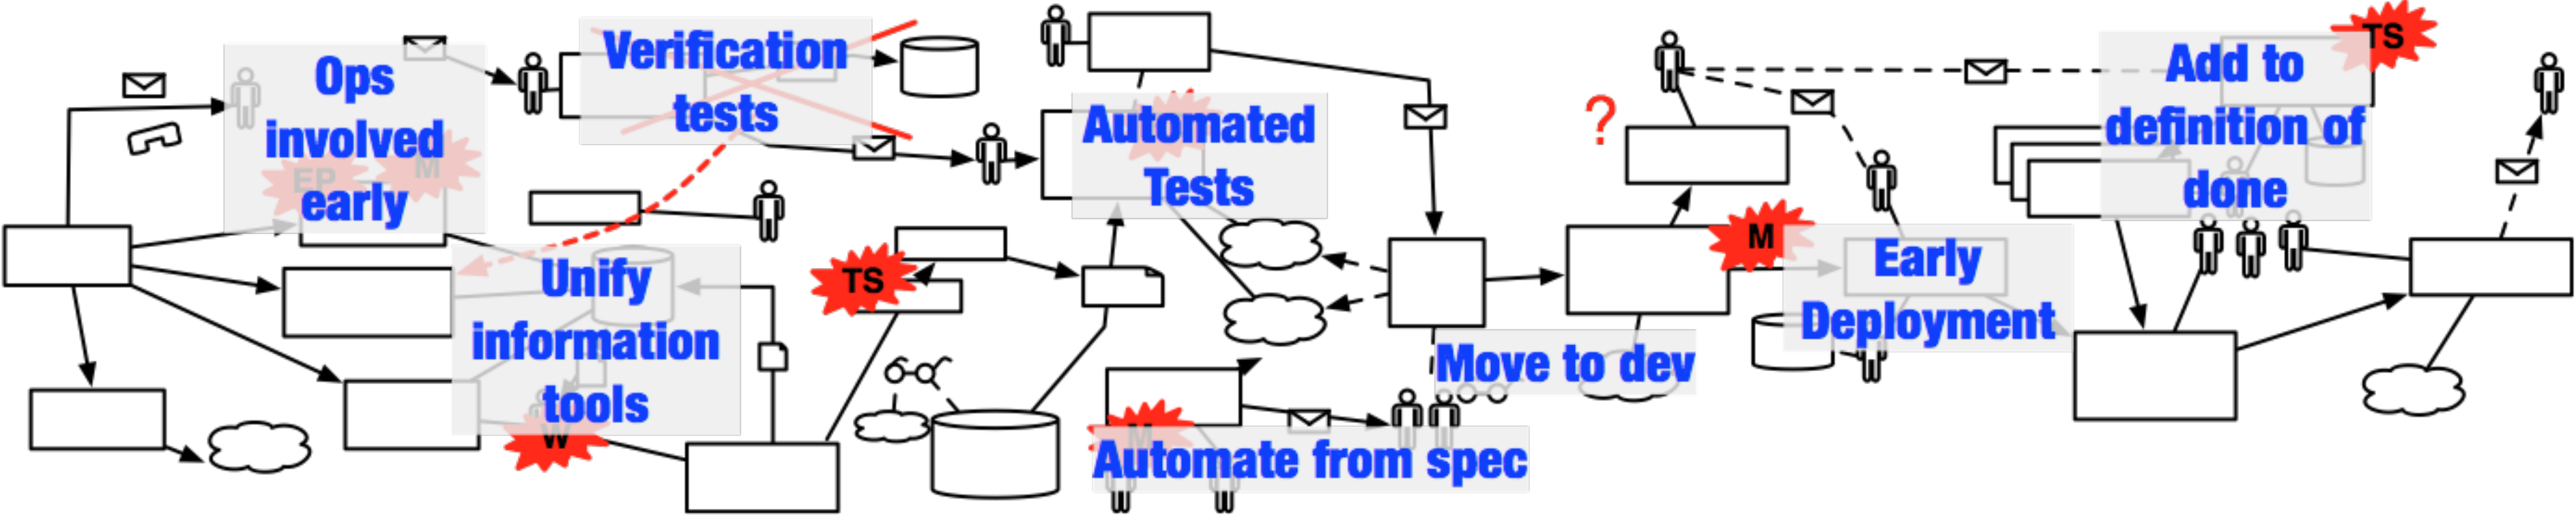 Ops
involved
early
EP
M
Verification
tests
Unify
information
tools
W
TS
Automated
Tests
M
Automate from spec
Move to dev
?
M
Early
Deployment
TS
Add to
definition of
done